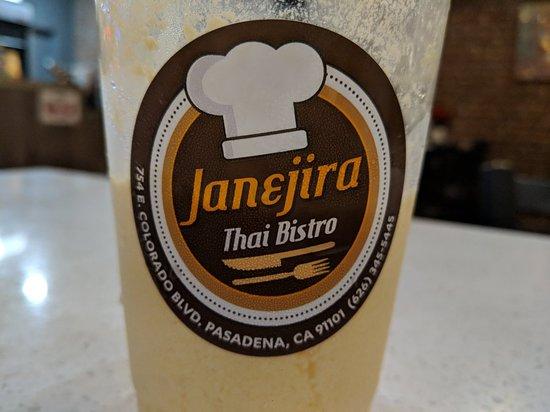 Janejira
Thai Bistro
754 E. COLORADO BLVD. PASADENA, CA 91101 (626) 345-5445